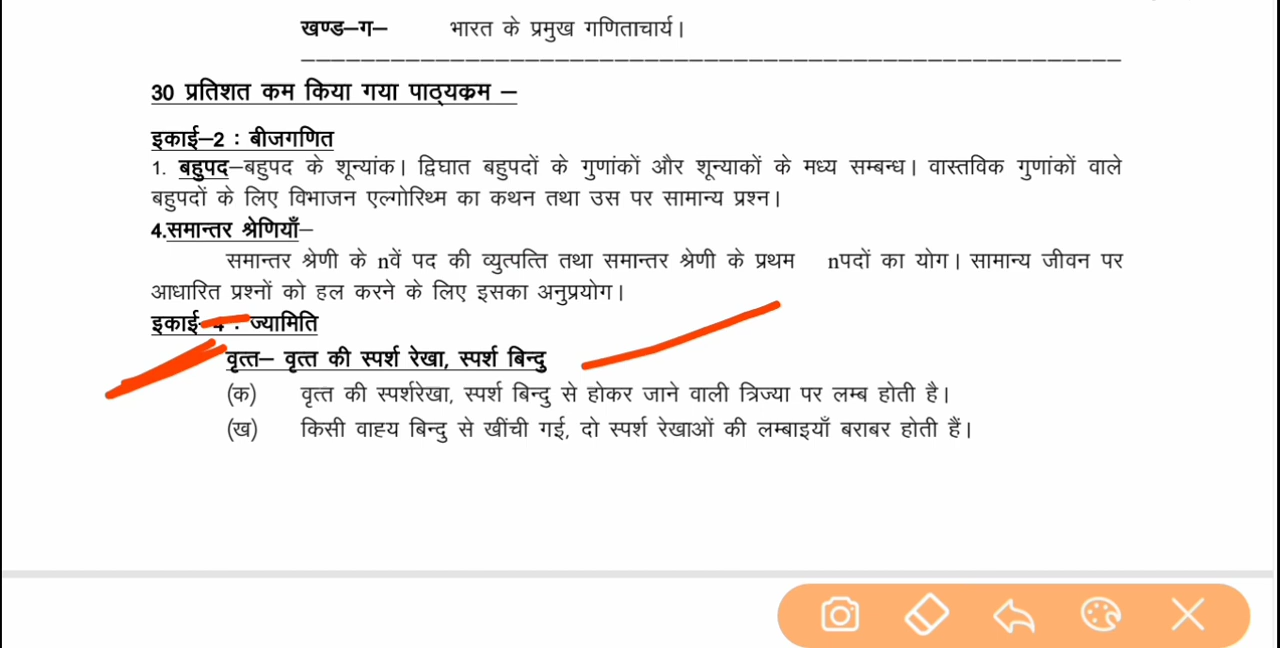 खण्ड–ग– भारत के प्रमुख गणिताचार्य।
30 प्रतिशत कम किया गया पाठ्यक्रम –
इकाई–2 : बीजगणित
1. बहुपद–बहुपद के शून्यांक। द्विघात बहुपदों के गुणांकों और शून्याकों के मध्य सम्बन्ध। वास्तविक गुणांकों वाले
बहुपदों के लिए विभाजन एल्गोरिथ्म का कथन तथा उस पर सामान्य प्रश्न।
4.समान्तर श्रेणियाँ–
समान्तर श्रेणी के nवें पद की व्युत्पत्ति तथा समान्तर श्रेणी के प्रथम nपदों का योग। सामान्य जीवन पर
आधारित प्रश्नों को हल करने के लिए इसका अनुप्रयोग।
इकाई–4 : ज्यामिति
वृत्त– वृत्त की स्पर्श रेखा, स्पर्श बिन्दु
(क) वृत्त की स्पर्शरेखा, स्पर्श बिन्दु से होकर जाने वाली त्रिज्या पर लम्ब होती है।
(ख) किसी वाह्य बिन्दु से खींची गई, दो स्पर्श रेखाओं की लम्बाइयाँ बराबर होती हैं।